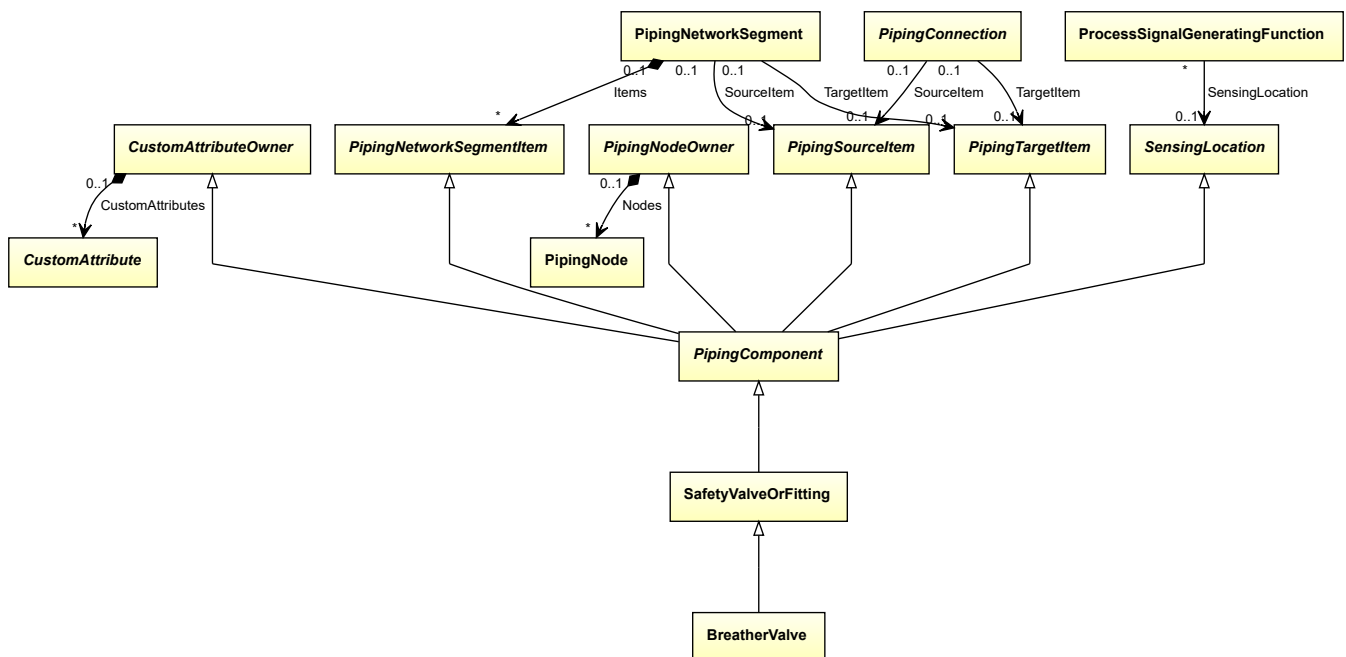 PipingNetworkSegment
PipingConnection
ProcessSignalGeneratingFunction
0..1
0..1
0..1
0..1
0..1
*
Items
SourceItem
TargetItem
SourceItem
TargetItem
SensingLocation
*
0..1
0..1
0..1
0..1
0..1
CustomAttributeOwner
PipingNetworkSegmentItem
PipingNodeOwner
PipingSourceItem
PipingTargetItem
SensingLocation
0..1
0..1
CustomAttributes
Nodes
*
*
CustomAttribute
PipingNode
PipingComponent
SafetyValveOrFitting
BreatherValve